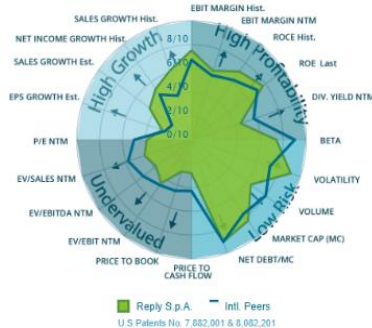 EBIT MARGIN Hist.
SALES GROWTH Hist.
EBIT MARGIN NTM
NET INCOME GROWTH Hist.
8/10
ROCE Hist.
SALES GROWTH Est.
High Growth
High Profitability
6/10
ROE Last
EPS GROWTH Est.
4/10
DIV. YIELD NTM
2/10
P/E NTM
0/10
BETA
EV/SALES NTM
VOLATILITY
EV/EBITDA NTM
Undervalued
Low Risk
VOLUME
EV/EBIT NTM
MARKET CAP (MC)
PRICE TO BOOK
PRICE TO
CASH FLOW
NET DEBT/MC
Reply S.p.A.
Intl. Peers
U.S Patents No. 7,882,001 & 8,082,201